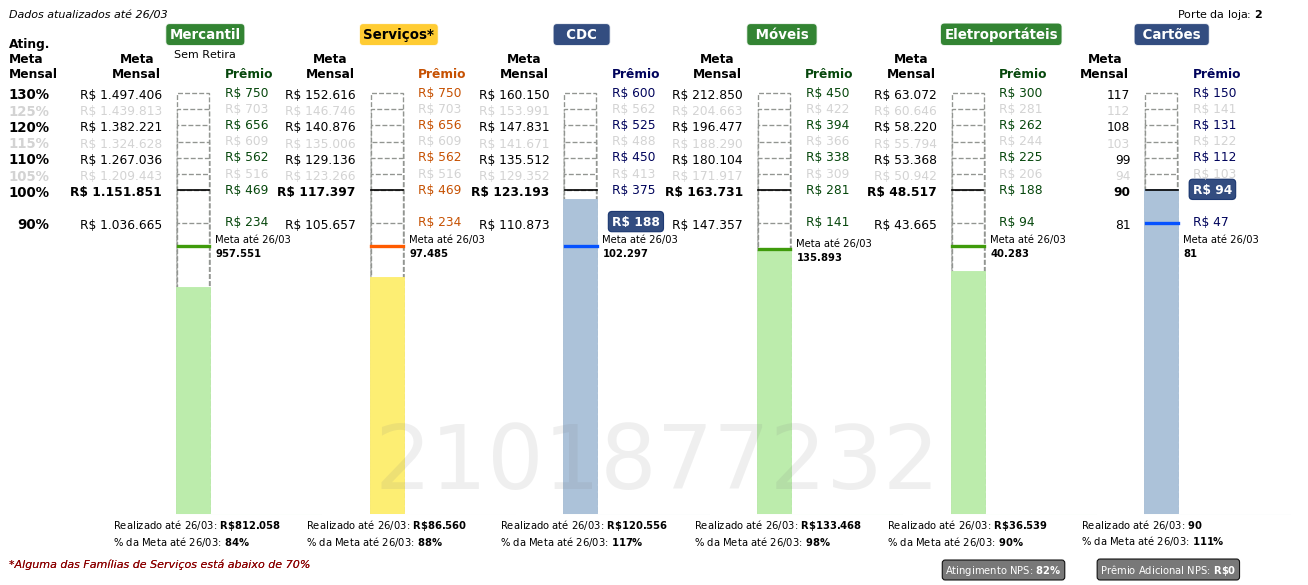 Dados atualizados até 26/03 Porte da loja: 2
Mercantil Serviços* CDC Móveis Eletroportáteis Cartões
Sem Retira
Ating. Meta Mensal Meta Mensal Prêmio Meta Mensal Prêmio Meta Mensal Prêmio Meta Mensal Prêmio Meta Mensal Prêmio Meta Mensal Prêmio
130% R$ 1.497.406 R$ 750 R$ 152.616 R$ 750 R$ 160.150 R$ 600 R$ 212.850 R$ 450 R$ 63.072 R$ 300 117 R$ 150
125% R$ 1.439.813 R$ 703 R$ 146.746 R$ 703 R$ 153.991 R$ 562 R$ 204.663 R$ 422 R$ 60.646 R$ 281 112 R$ 141
120% R$ 1.382.221 R$ 656 R$ 140.876 R$ 656 R$ 147.831 R$ 525 R$ 196.477 R$ 394 R$ 58.220 R$ 262 108 R$ 131
115% R$ 1.324.628 R$ 609 R$ 135.006 R$ 609 R$ 141.671 R$ 488 R$ 188.290 R$ 366 R$ 55.794 R$ 244 103 R$ 122
110% R$ 1.267.036 R$ 562 R$ 129.136 R$ 562 R$ 135.512 R$ 450 R$ 180.104 R$ 338 R$ 53.368 R$ 225 99 R$ 112
105% R$ 1.209.443 R$ 516 R$ 123.266 R$ 516 R$ 129.352 R$ 413 R$ 171.917 R$ 309 R$ 50.942 R$ 206 94 R$ 103
100% R$ 1.151.851 R$ 469 R$ 117.397 R$ 469 R$ 123.193 R$ 375 R$ 163.731 R$ 281 R$ 48.517 R$ 188 90 R$ 94
90% R$ 1.036.665 R$ 234 R$ 105.657 R$ 234 R$ 110.873 R$ 188 R$ 147.357 R$ 141 R$ 43.665 R$ 94 81 R$ 47
Meta até 26/03 Meta até 26/03 Meta até 26/03 Meta até 26/03 Meta até 26/03 Meta até 26/03
957.551 97.485 102.297 135.893 40.283 81
2101877232
Realizado até 26/03: R$812.058 Realizado até 26/03: R$86.560 Realizado até 26/03: R$120.556 Realizado até 26/03: R$133.468 Realizado até 26/03: R$36.539 Realizado até 26/03: 90
% da Meta até 26/03: 84% % da Meta até 26/03: 88% % da Meta até 26/03: 117% % da Meta até 26/03: 98% % da Meta até 26/03: 90% % da Meta até 26/03: 111%
*Alguma das Famílias de Serviços está abaixo de 70% Atingimento NPS: 82% Prêmio Adicional NPS: R$0